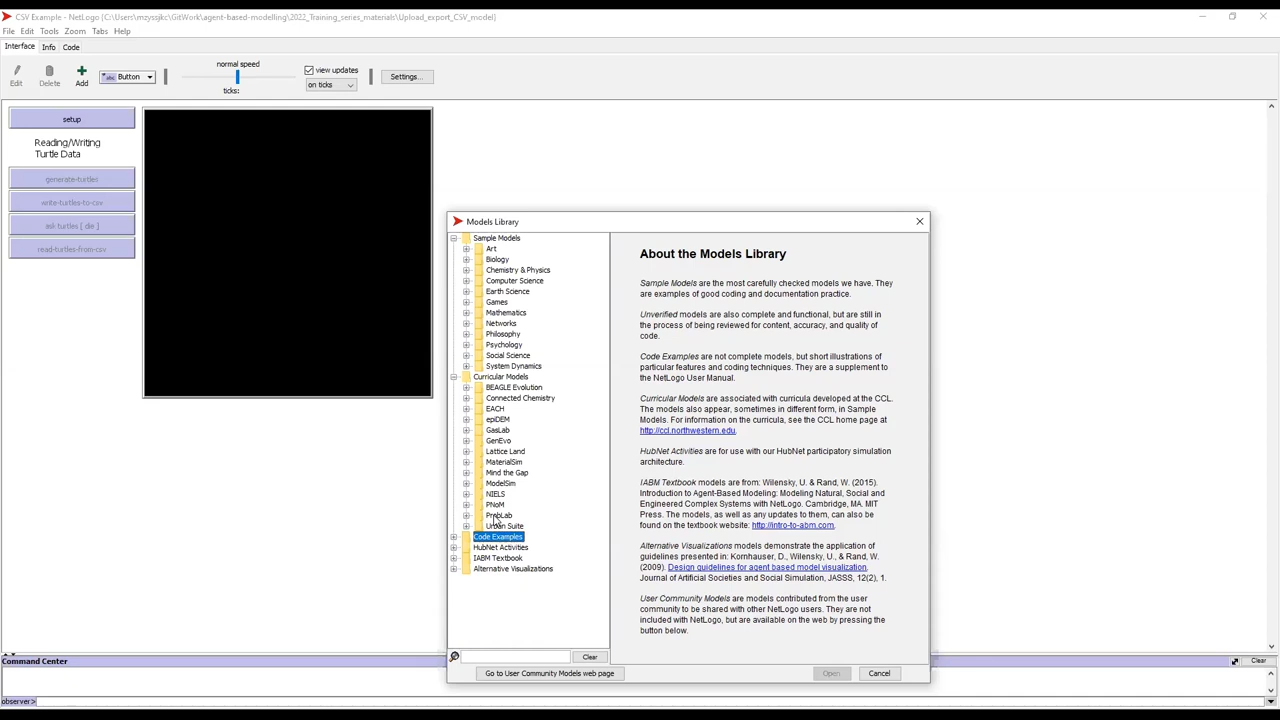 CSV Example - NetLogo {C:\Users\mzyssjkc\GitWork\agent-based-modelling\2022_Training_series_materials\Upload_export_CSV_model}
File Edit Tools Zoom Tabs Help
Interface Info Code
Edit Delete Add abc Button normal speed ticks: view updates on ticks Settings...
setup
Reading/Writing
Turtle Data
generate-turtles
write-turtles-to-csv
ask turtles [ die ]
read-turtles-from-csv
Models Library
Sample Models
Art
Biology
Chemistry & Physics
Computer Science
Earth Science
Games
Mathematics
Networks
Philosophy
Psychology
Social Science
System Dynamics
Curricular Models
BEAGLE Evolution
Connected Chemistry
EACH
epiDEM
GasLab
GenEvo
Lattice Land
MaterialSim
Mind the Gap
ModelSim
NIELS
PNoM
ProbLab
Urban Suite
Code Examples
HubNet Activities
IABM Textbook
Alternative Visualizations
Clear
Go to User Community Models web page
About the Models Library
Sample Models are the most carefully checked models we have. They
are examples of good coding and documentation practice.
Unverified models are also complete and functional, but are still in
the process of being reviewed for content, accuracy, and quality of
code.
Code Examples are not complete models, but short illustrations of
particular features and coding techniques. They are a supplement to
the NetLogo User Manual.
Curricular Models are associated with curricula developed at the CCL.
The models also appear, sometimes in different form, in Sample
Models. For information on the curricula, see the CCL home page at
http://ccl.northwestern.edu.
HubNet Activities are for use with our HubNet participatory simulation
architecture.
IABM Textbook models are from: Wilensky, U. & Rand, W. (2015).
Introduction to Agent-Based Modeling: Modeling Natural, Social and
Engineered Complex Systems with NetLogo. Cambridge, MA. MIT
Press. The models, as well as any updates to them, can also be
found on the textbook website: http://intro-to-abm.com.
Alternative Visualizations models demonstrate the application of
guidelines presented in: Kornhauser, D., Wilensky, U., & Rand, W.
(2009). Design guidelines for agent based model visualization.
Journal of Artificial Societies and Social Simulation, JASSS, 12(2), 1.
User Community Models are models contributed from the user
community to be shared with other NetLogo users. They are not
included with NetLogo, but are available on the web by pressing the
button below.
Open Cancel
Command Center
Clear
observer>